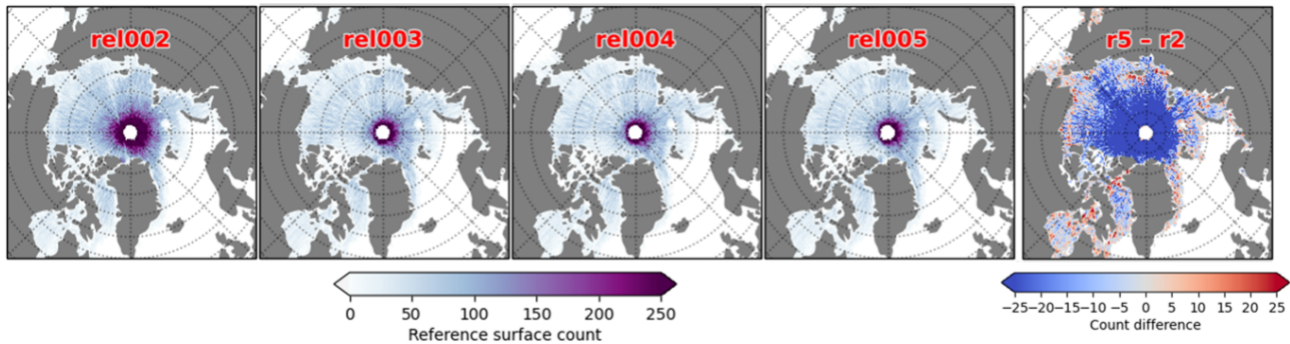 rel002 rel003 rel004 rel005 r5 – r2
0 50 100 150 200 250
Reference surface count
−25−20−15−10−5 0 5 10 15 20 25
Count difference